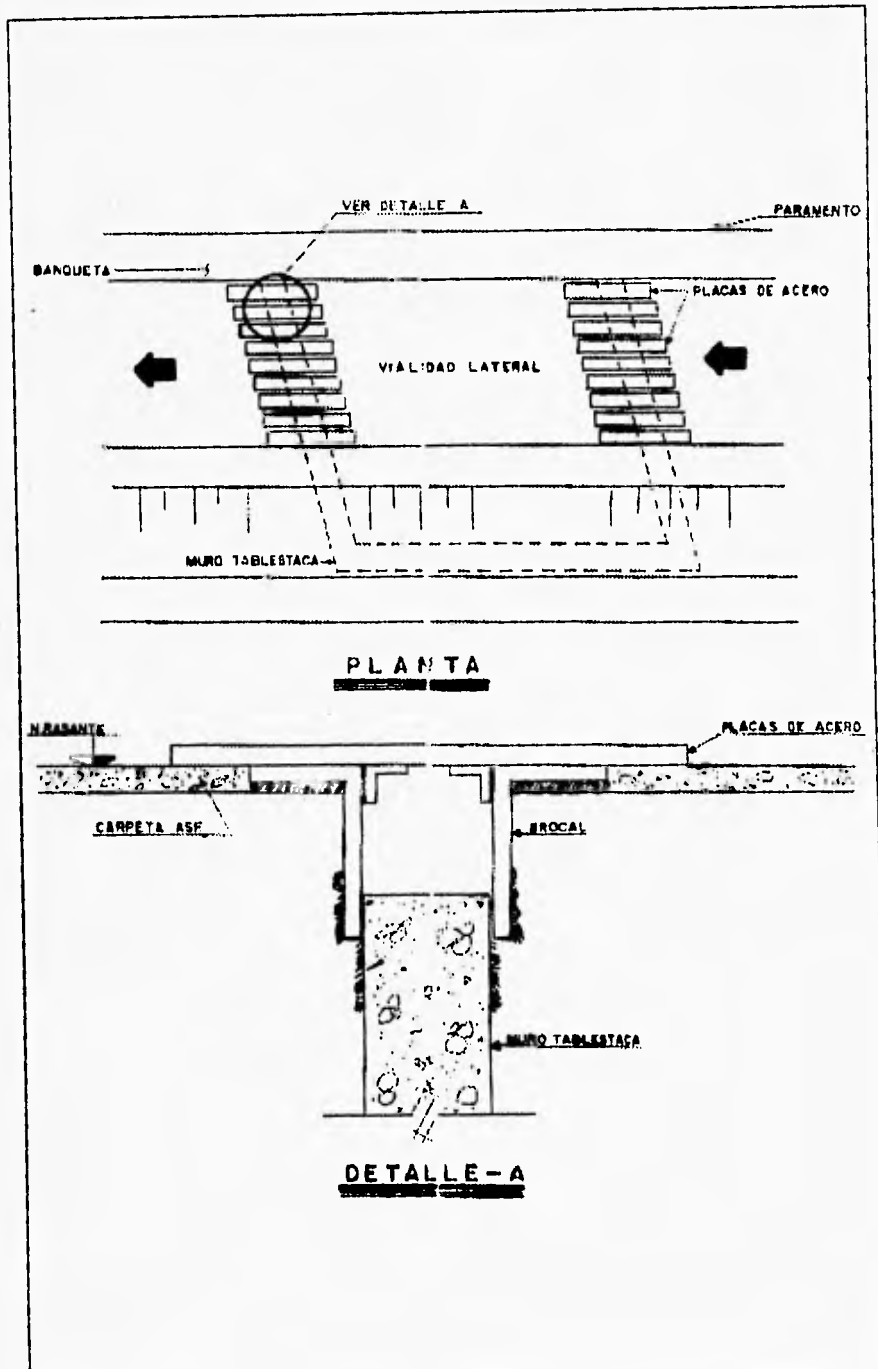 VER DETALLE A
PARAMENTO
BANQUETA
PLACAS DE ACERO
VIALIDAD LATERAL
MURO TABLESTACA
PLANTA
N.RASANTE
PLACAS DE ACERO
CARPETA ASF.
BROCAL
MURO TABLESTACA
DETALLE-A